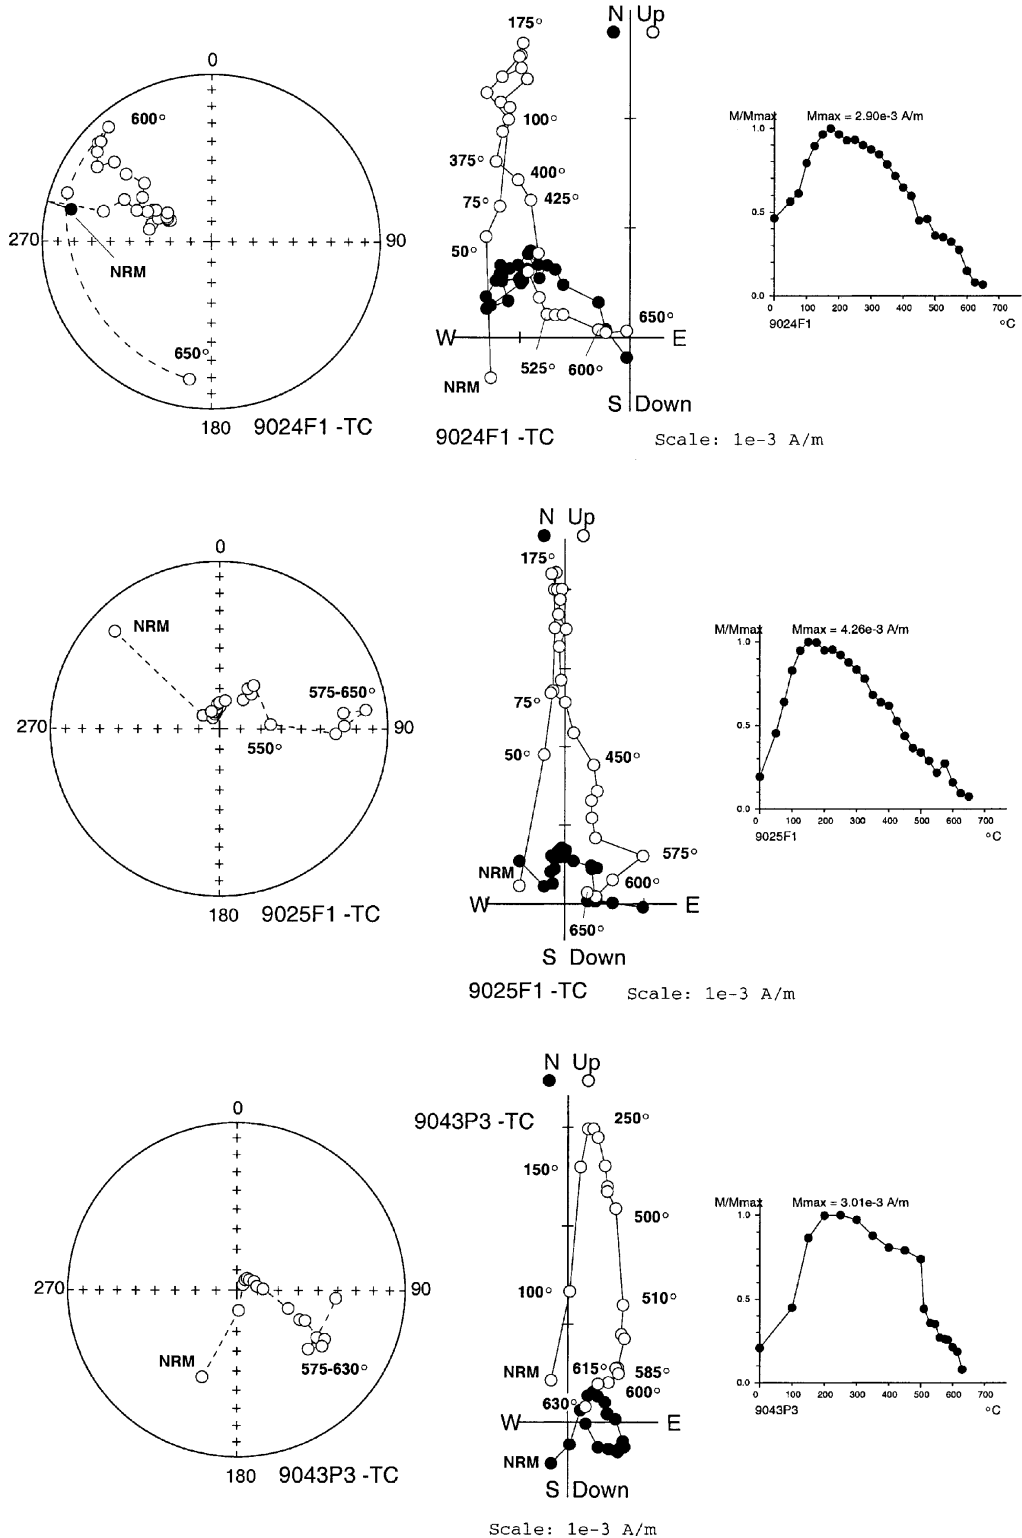 0
600°
270
90
NRM
650°
180 9024F1 -TC
N Up
175°
100°
375°
400°
75°
425°
50°
650°
W E
525° 600°
NRM
S Down
9024F1 -TC Scale: 1e-3 A/m
M/Mmax Mmax = 2.90e-3 A/m
1.0
0.5
0.0
0 100 200 300 400 500 600 700
9024F1 °C
0
NRM
575-650°
270 90
550°
180 9025F1 -TC
N Up
175°
75°
50° 450°
575°
NRM
600°
W E
650°
S Down
9025F1 -TC Scale: 1e-3 A/m
M/Mmax Mmax = 4.26e-3 A/m
1.0
0.5
0.0
0 100 200 300 400 500 600 700
9025F1 °C
0
270 90
NRM
575-630°
180 9043P3 -TC
N Up
9043P3 -TC 250°
150°
500°
100° 510°
NRM 615° 585°
600°
630°
W E
NRM
S Down
Scale: 1e-3 A/m
M/Mmax Mmax = 3.01e-3 A/m
1.0
0.5
0.0
0 100 200 300 400 500 600 700
9043P3 °C